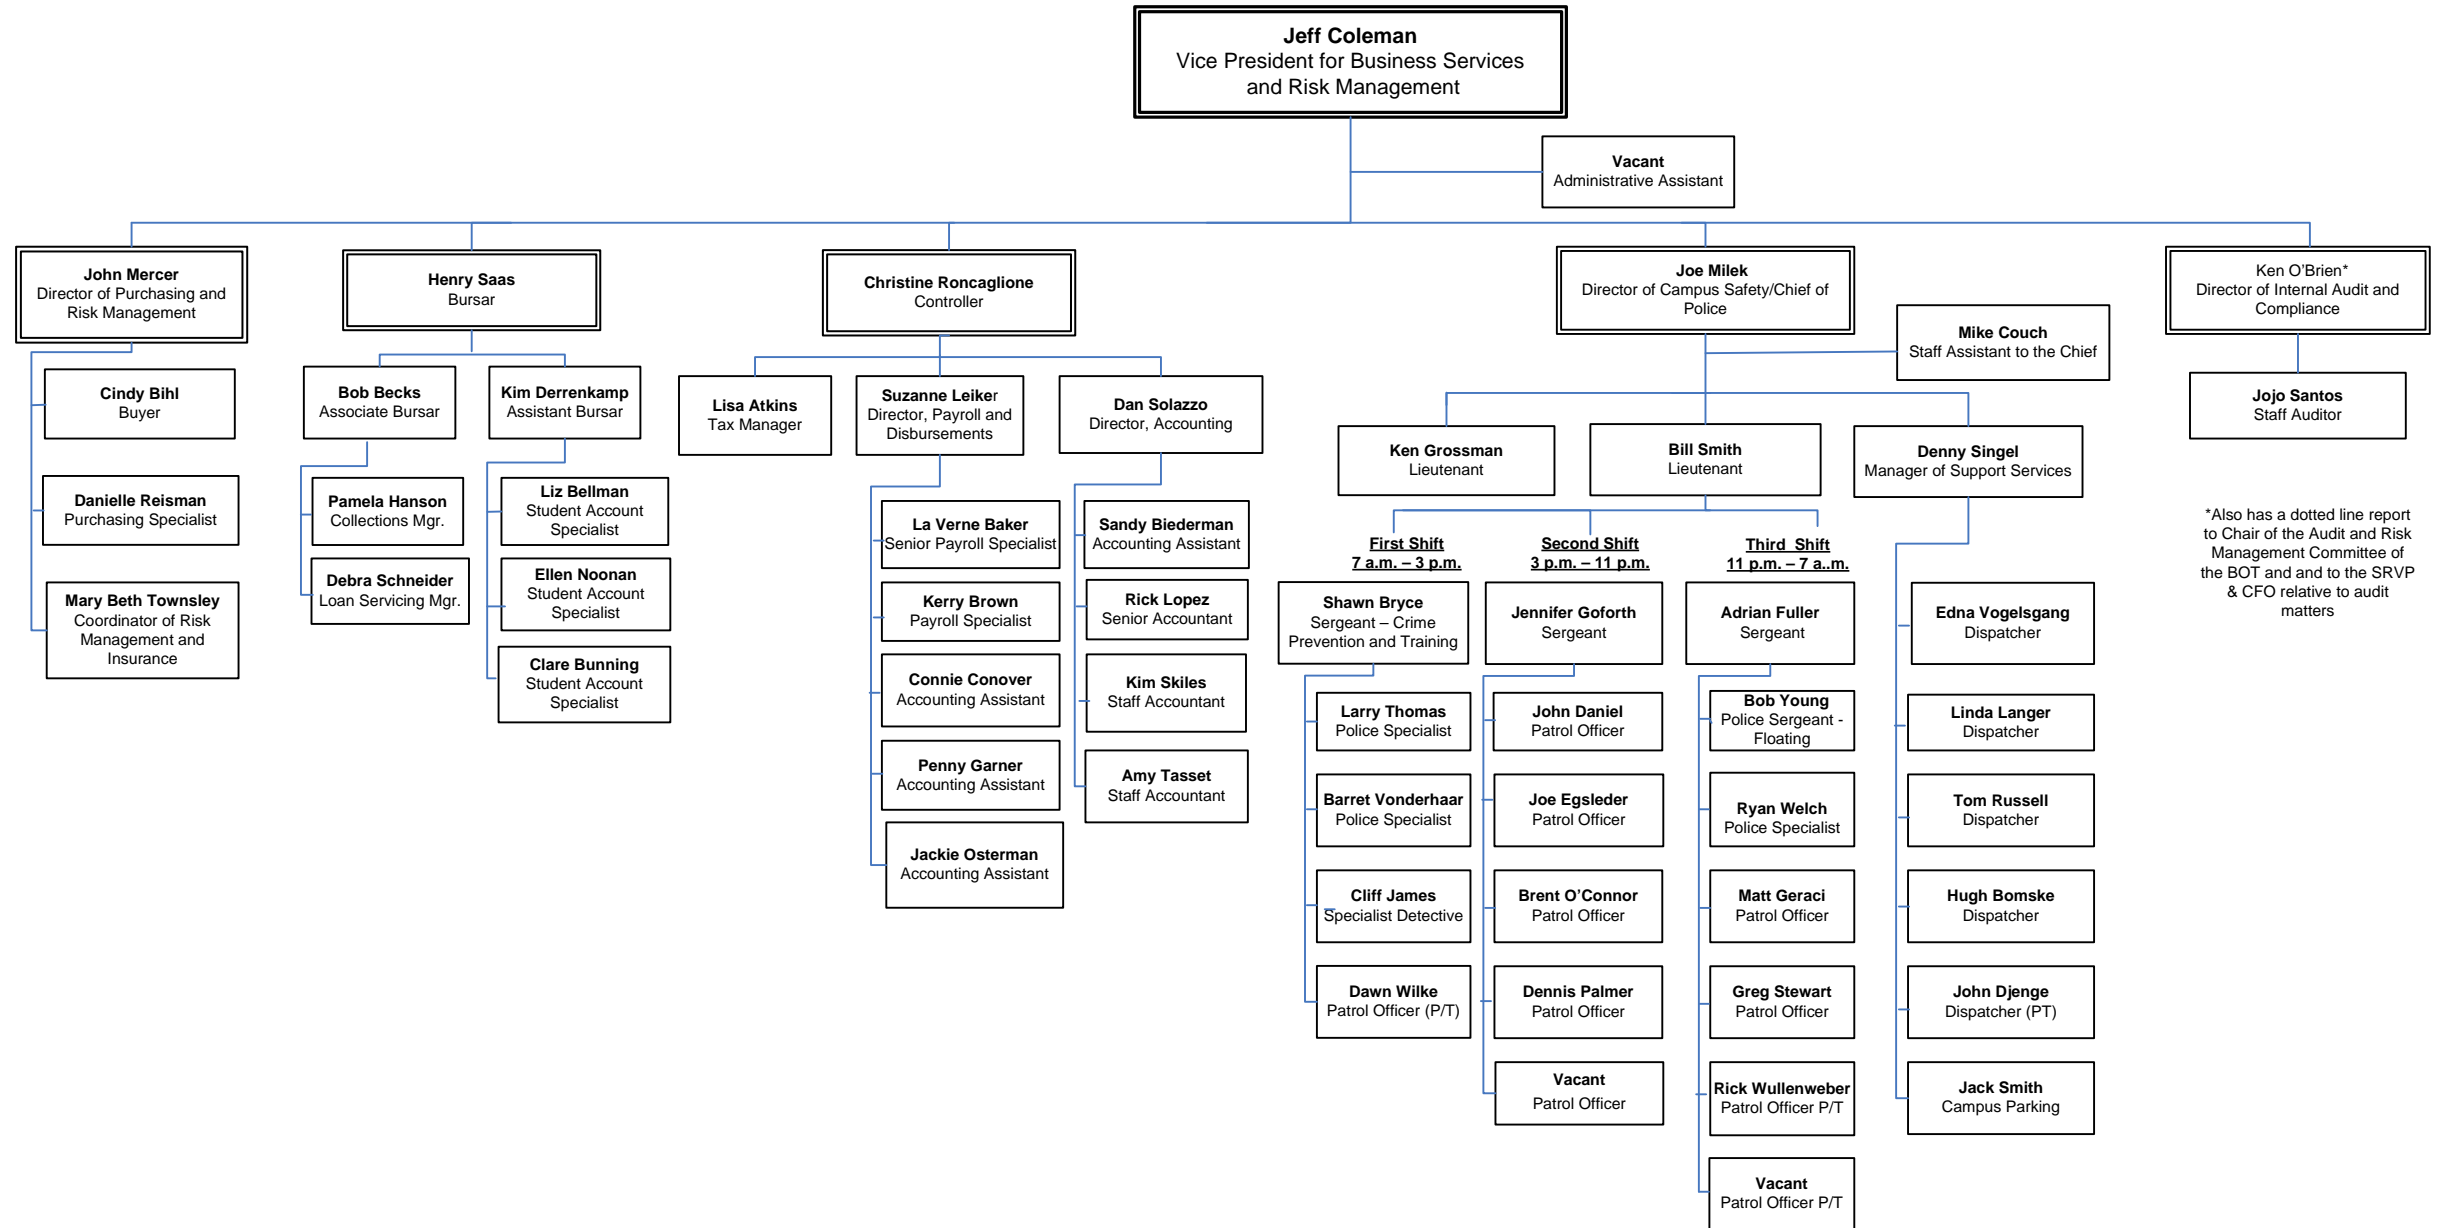 Jeff Coleman
Vice President for Business Services
and Risk Management
Vacant
Administrative Assistant
John Mercer
Director of Purchasing and
Risk Management
Henry Saas
Bursar
Christine Roncaglione
Controller
Joe Milek
Director of Campus Safety/Chief of
Police
Ken O’Brien*
Director of Internal Audit and
Compliance
Mike Couch
Staff Assistant to the Chief
Cindy Bihl
Buyer
Danielle Reisman
Purchasing Specialist
Mary Beth Townsley
Coordinator of Risk
Management and
Insurance
Bob Becks
Associate Bursar
Pamela Hanson
Collections Mgr.
Debra Schneider
Loan Servicing Mgr.
Kim Derrenkamp
Assistant Bursar
Liz Bellman
Student Account
Specialist
Ellen Noonan
Student Account
Specialist
Clare Bunning
Student Account
Specialist
Lisa Atkins
Tax Manager
Suzanne Leiker
Director, Payroll and
Disbursements
La Verne Baker
Senior Payroll Specialist
Kerry Brown
Payroll Specialist
Connie Conover
Accounting Assistant
Penny Garner
Accounting Assistant
Jackie Osterman
Accounting Assistant
Dan Solazzo
Director, Accounting
Sandy Biederman
Accounting Assistant
Rick Lopez
Senior Accountant
Kim Skiles
Staff Accountant
Amy Tasset
Staff Accountant
Ken Grossman
Lieutenant
Bill Smith
Lieutenant
Denny Singel
Manager of Support Services
First Shift
7 a.m. – 3 p.m.
Shawn Bryce
Sergeant – Crime
Prevention and Training
Larry Thomas
Police Specialist
Barret Vonderhaar
Police Specialist
Cliff James
Specialist Detective
Dawn Wilke
Patrol Officer (P/T)
Second Shift
3 p.m. – 11 p.m.
Jennifer Goforth
Sergeant
John Daniel
Patrol Officer
Joe Egsleder
Patrol Officer
Brent O’Connor
Patrol Officer
Dennis Palmer
Patrol Officer
Vacant
Patrol Officer
Third Shift
11 p.m. – 7 a..m.
Adrian Fuller
Sergeant
Bob Young
Police Sergeant -
Floating
Ryan Welch
Police Specialist
Matt Geraci
Patrol Officer
Greg Stewart
Patrol Officer
Rick Wullenweber
Patrol Officer P/T
Vacant
Patrol Officer P/T
Edna Vogelsgang
Dispatcher
Linda Langer
Dispatcher
Tom Russell
Dispatcher
Hugh Bomske
Dispatcher
John Djenge
Dispatcher (PT)
Jack Smith
Campus Parking
Jojo Santos
Staff Auditor
*Also has a dotted line report
to Chair of the Audit and Risk
Management Committee of
the BOT and and to the SRVP
& CFO relative to audit
matters